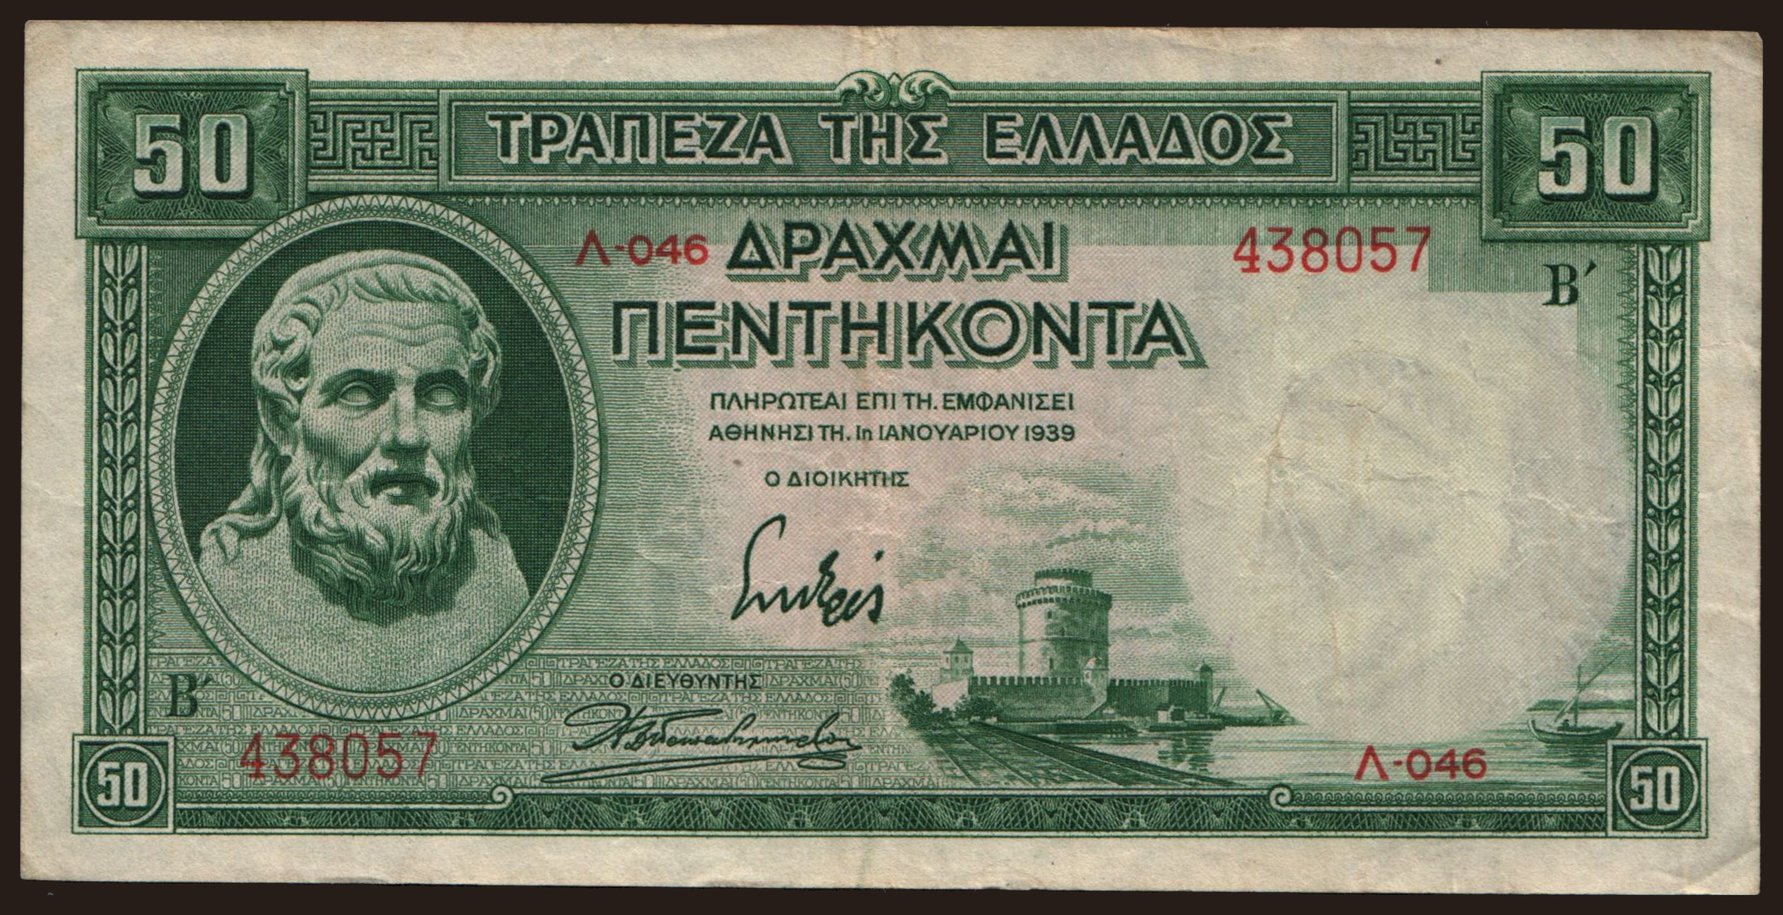 50 ΤΡΑΠΕΖΑ ΤΗΣ ΕΛΛΑΔΟΣ 50
Λ-046 ΔΡΑΧΜΑΙ 438057
Β΄
ΠΕΝΤΗΚΟΝΤΑ
ΠΛΗΡΩΤΕΑΙ ΕΠΙ ΤΗ. ΕΜΦΑΝΙΣΕΙ
ΑΘΗΝΗΣΙ ΤΗ. 1η ΙΑΝΟΥΑΡΙΟΥ 1939
Ο ΔΙΟΙΚΗΤΗΣ
Ο ΔΙΕΥΘΥΝΤΗΣ
Β΄
438057 Λ-046
50 50